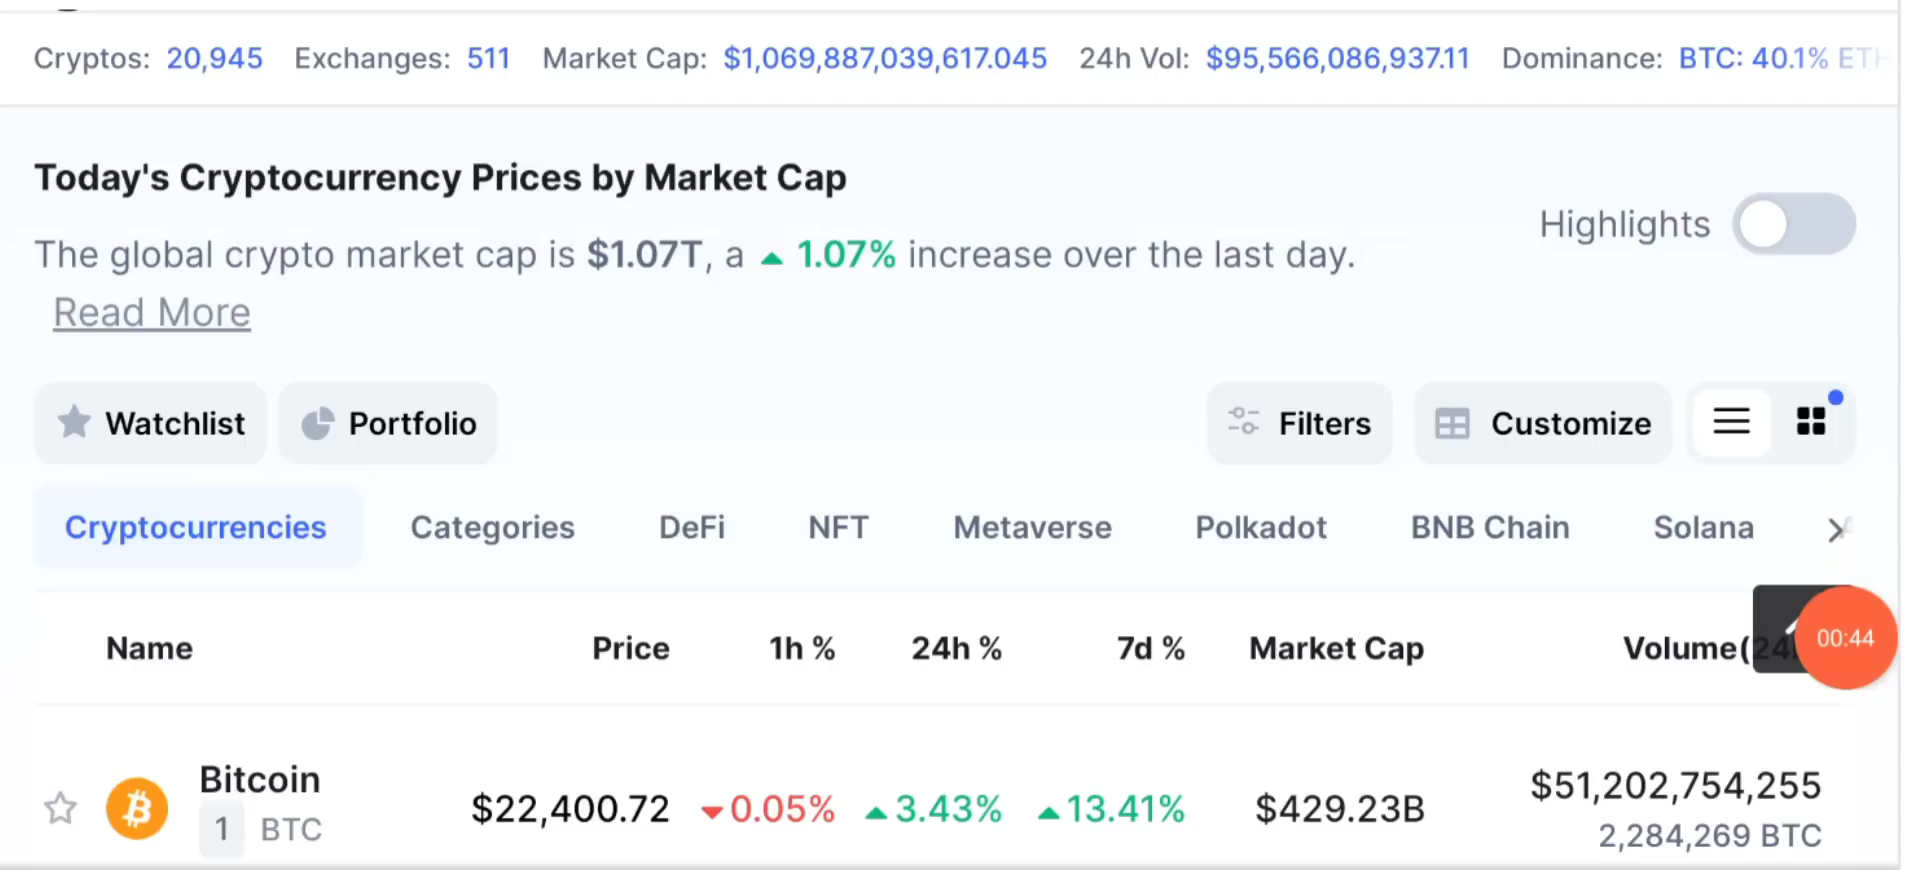 Cryptos: 20,945 Exchanges: 511 Market Cap: $1,069,887,039,617.045 24h Vol: $95,566,086,937.11 Dominance: BTC: 40.1% ETH
Today's Cryptocurrency Prices by Market Cap
The global crypto market cap is $1.07T, a ▲ 1.07% increase over the last day.
Read More
Highlights
Watchlist Portfolio Filters Customize
Cryptocurrencies Categories DeFi NFT Metaverse Polkadot BNB Chain Solana
Name Price 1h % 24h % 7d % Market Cap Volume(24
00:44
Bitcoin
1 BTC
$22,400.72 ▼ 0.05% ▲ 3.43% ▲ 13.41% $429.23B $51,202,754,255
2,284,269 BTC